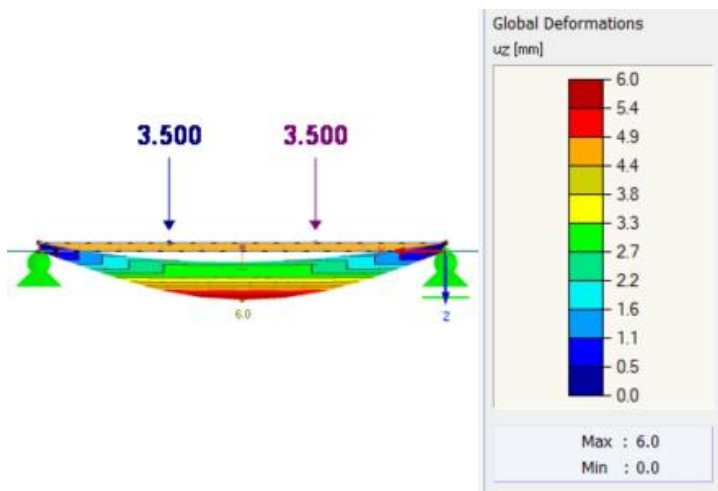 Global Deformations
uz [mm]
3.500 3.500
6.0
z
6.0
5.4
4.9
4.4
3.8
3.3
2.7
2.2
1.6
1.1
0.5
0.0
Max : 6.0
Min : 0.0